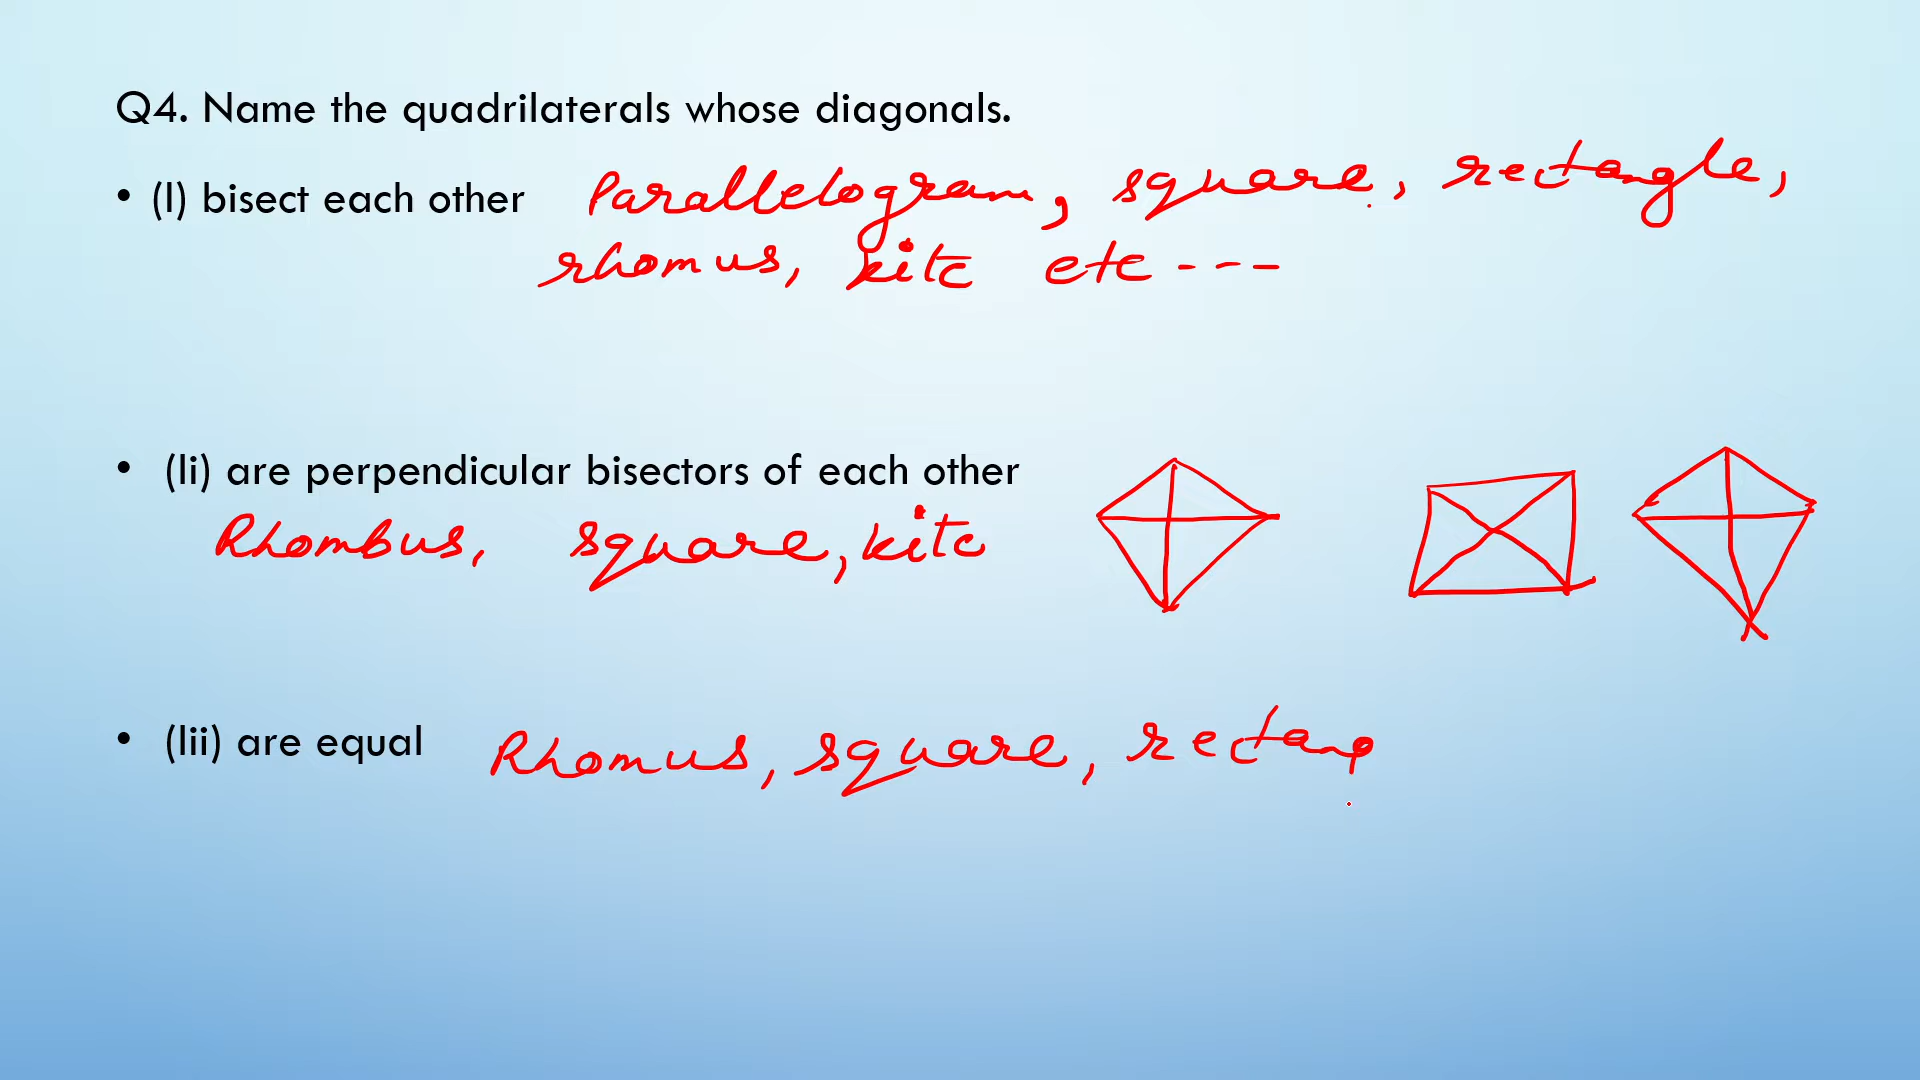 Q4. Name the quadrilaterals whose diagonals.
• (I) bisect each other Parallelogram, square, rectangle,
rhomus, kite etc ---
• (Ii) are perpendicular bisectors of each other
Rhombus, square, kite
• (Iii) are equal Rhomus, square, rectang